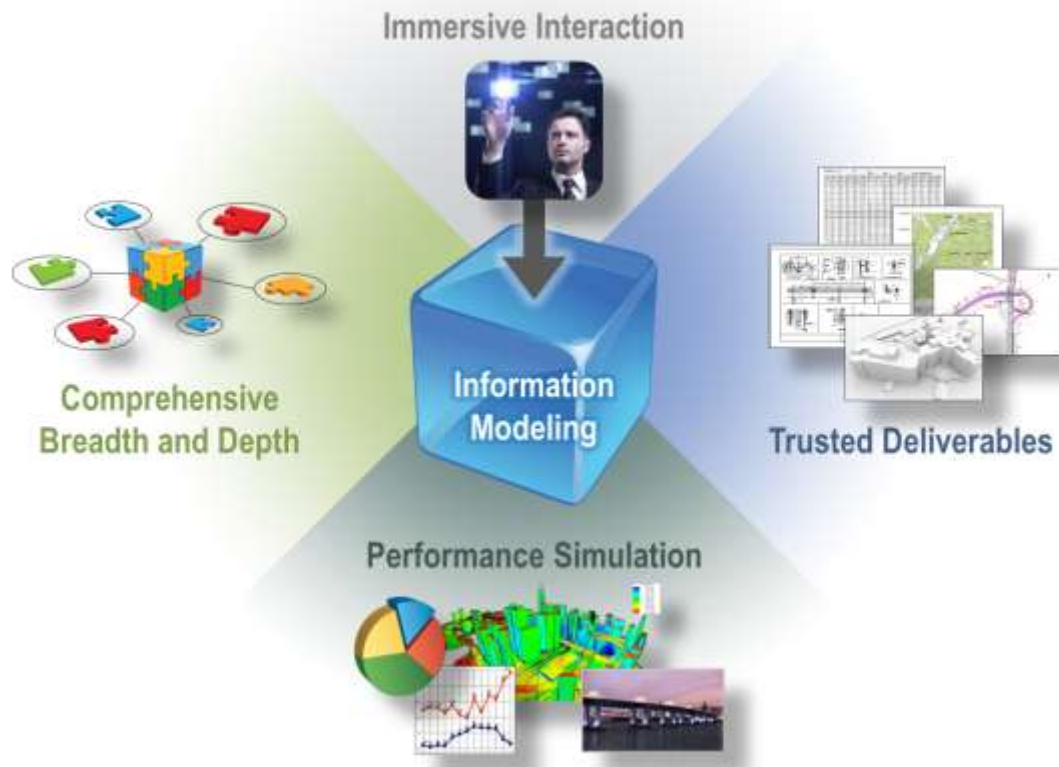 Immersive Interaction
Information
Modeling
Comprehensive
Breadth and Depth
Trusted Deliverables
Performance Simulation